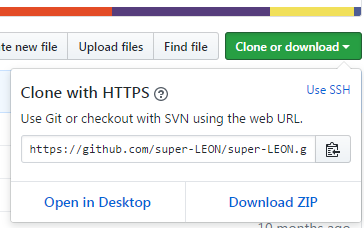 te new file Upload files Find file Clone or download
Clone with HTTPS Use SSH
Use Git or checkout with SVN using the web URL.
https://github.com/super-LEON/super-LEON.g
Open in Desktop Download ZIP
10 months ago